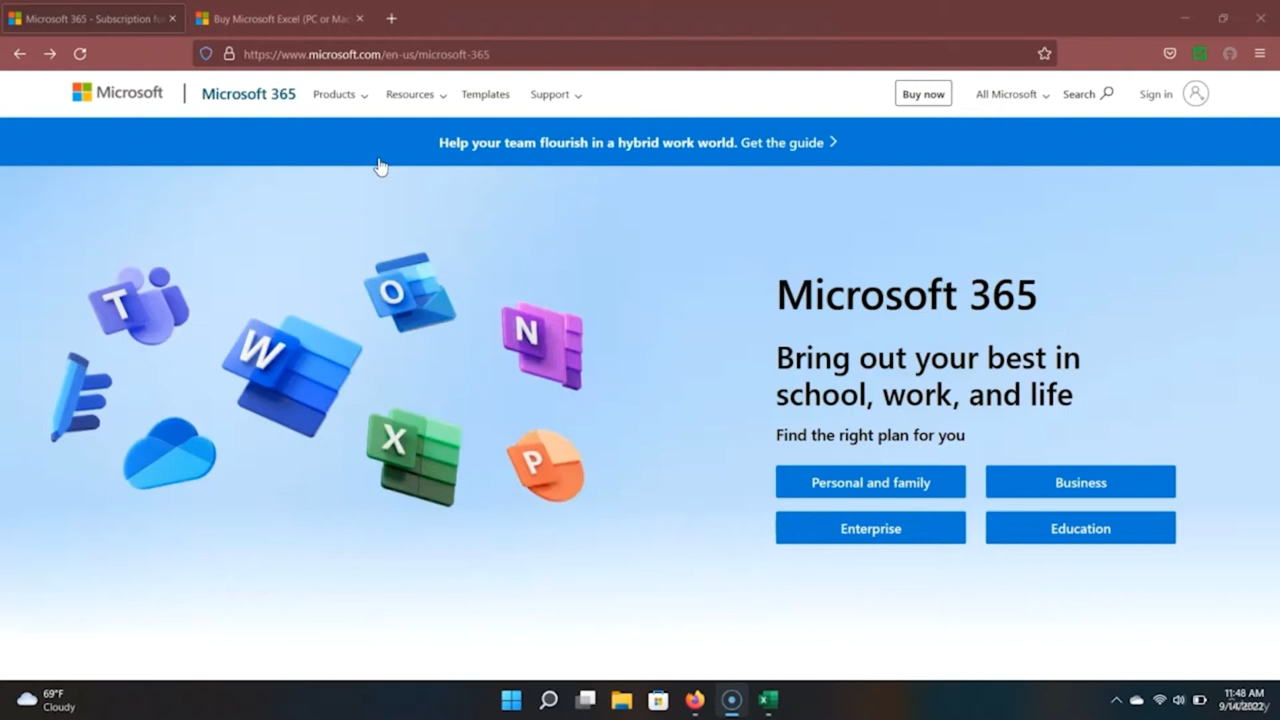 Microsoft 365 - Subscription for
Buy Microsoft Excel (PC or Mac
https://www.microsoft.com/en-us/microsoft-365
Microsoft
Microsoft 365
Products
Resources
Templates
Support
Buy now
All Microsoft
Search
Sign in
Help your team flourish in a hybrid work world. Get the guide
T
O
N
W
X
P
Microsoft 365
Bring out your best in
school, work, and life
Find the right plan for you
Personal and family
Business
Enterprise
Education
69°F
Cloudy
11:48 AM
9/14/2022